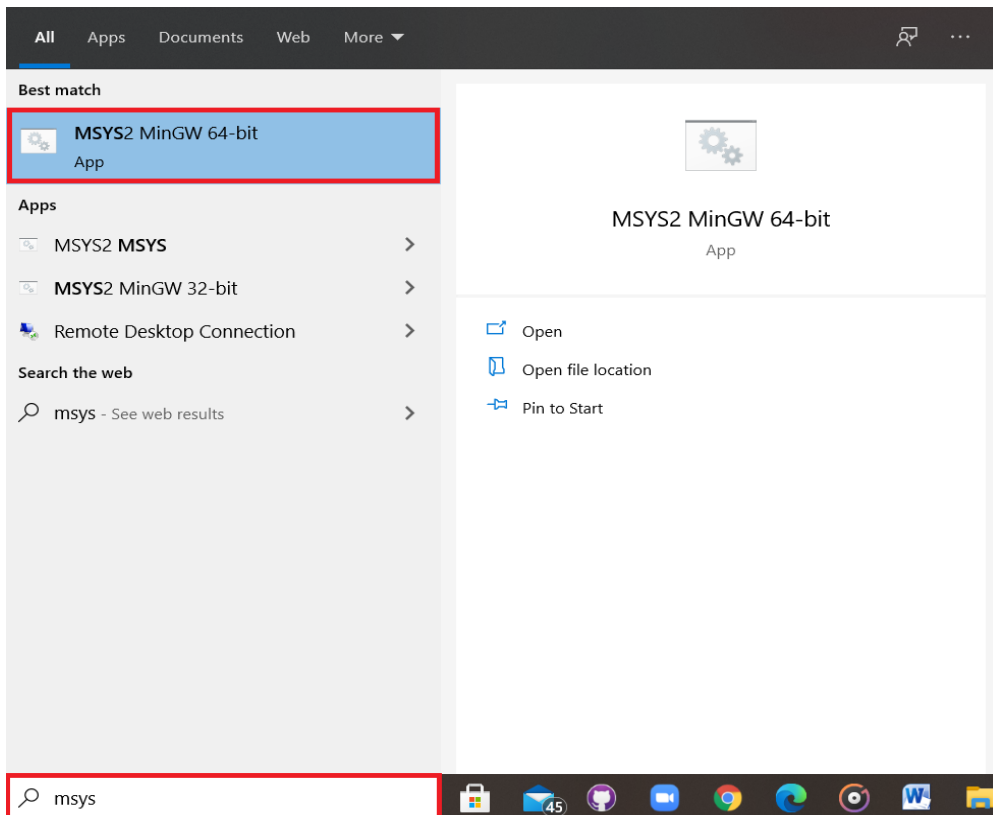 All Apps Documents Web More
Best match
MSYS2 MinGW 64-bit
App
Apps
MSYS2 MSYS
MSYS2 MinGW 32-bit
Remote Desktop Connection
Search the web
msys - See web results
MSYS2 MinGW 64-bit
App
Open
Open file location
Pin to Start
msys
45
W